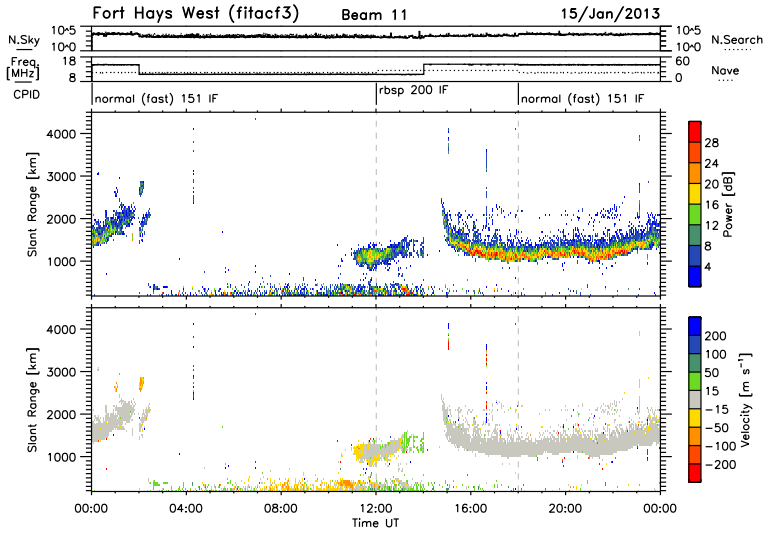 Fort Hays West (fitacf3) Beam 11 15/Jan/2013
N.Sky 10^5 10^0 10^5 10^0 N.Search
Freq. [MHz] 18 8 60 0 Nave
CPID normal (fast) 151 IF rbsp 200 IF normal (fast) 151 IF
Slant Range [km] 4000 3000 2000 1000
Power [dB] 28 24 20 16 12 8 4
Slant Range [km] 4000 3000 2000 1000
Velocity [m s⁻¹] 200 100 50 15 -15 -50 -100 -200
00:00 04:00 08:00 12:00 16:00 20:00 00:00
Time UT